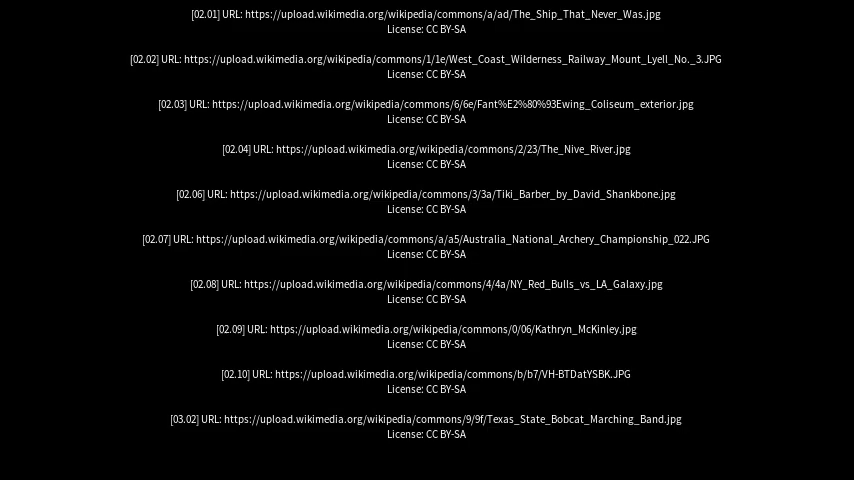 [02.01] URL: https://upload.wikimedia.org/wikipedia/commons/a/ad/The_Ship_That_Never_Was.jpg
License: CC BY-SA
[02.02] URL: https://upload.wikimedia.org/wikipedia/commons/1/1e/West_Coast_Wilderness_Railway_Mount_Lyell_No._3.JPG
License: CC BY-SA
[02.03] URL: https://upload.wikimedia.org/wikipedia/commons/6/6e/Fant%E2%80%93Ewing_Coliseum_exterior.jpg
License: CC BY-SA
[02.04] URL: https://upload.wikimedia.org/wikipedia/commons/2/23/The_Nive_River.jpg
License: CC BY-SA
[02.06] URL: https://upload.wikimedia.org/wikipedia/commons/3/3a/Tiki_Barber_by_David_Shankbone.jpg
License: CC BY-SA
[02.07] URL: https://upload.wikimedia.org/wikipedia/commons/a/a5/Australia_National_Archery_Championship_022.JPG
License: CC BY-SA
[02.08] URL: https://upload.wikimedia.org/wikipedia/commons/4/4a/NY_Red_Bulls_vs_LA_Galaxy.jpg
License: CC BY-SA
[02.09] URL: https://upload.wikimedia.org/wikipedia/commons/0/06/Kathryn_McKinley.jpg
License: CC BY-SA
[02.10] URL: https://upload.wikimedia.org/wikipedia/commons/b/b7/VH-BTDatYSBK.JPG
License: CC BY-SA
[03.02] URL: https://upload.wikimedia.org/wikipedia/commons/9/9f/Texas_State_Bobcat_Marching_Band.jpg
License: CC BY-SA